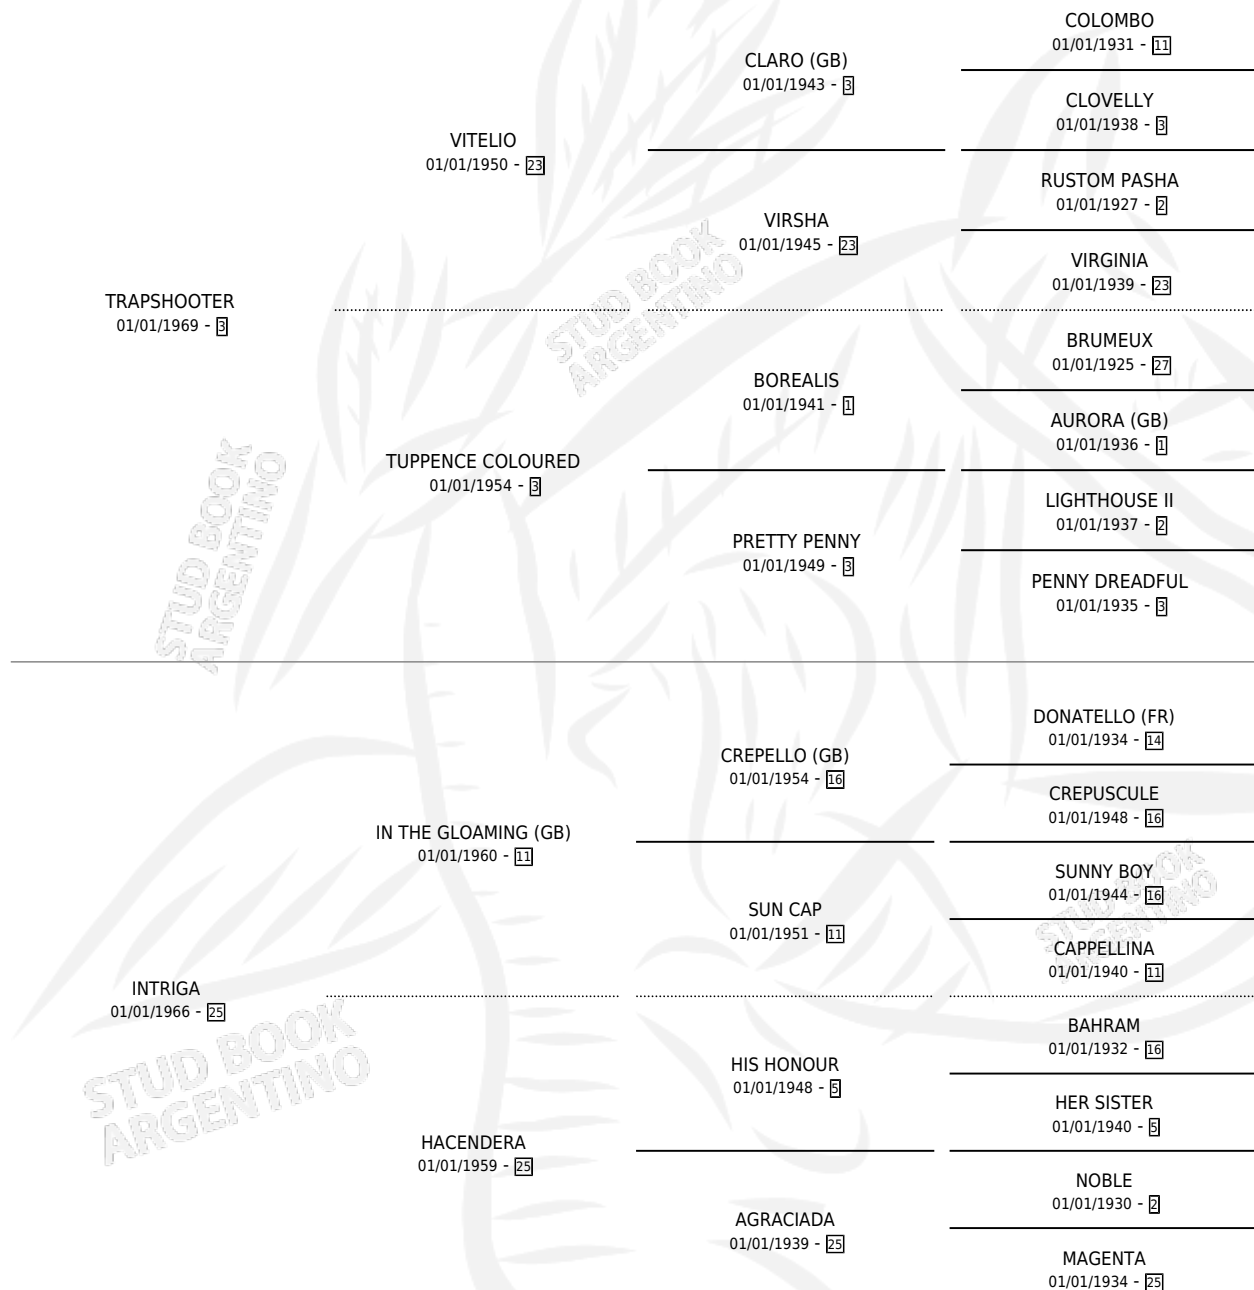 COLOMBO
01/01/1931 - 11
CLARO (GB)
01/01/1943 - 3
CLOVELLY
01/01/1938 - 3
VITELIO
01/01/1950 - 23
RUSTOM PASHA
01/01/1927 - 2
VIRSHA
01/01/1945 - 23
VIRGINIA
01/01/1939 - 23
TRAPSHOOTER
01/01/1969 - 3
BRUMEUX
01/01/1925 - 27
BOREALIS
01/01/1941 - 1
AURORA (GB)
01/01/1936 - 1
TUPPENCE COLOURED
01/01/1954 - 3
LIGHTHOUSE II
01/01/1937 - 2
PRETTY PENNY
01/01/1949 - 3
PENNY DREADFUL
01/01/1935 - 3
DONATELLO (FR)
01/01/1934 - 14
CREPELLO (GB)
01/01/1954 - 16
CREPUSCULE
01/01/1948 - 16
IN THE GLOAMING (GB)
01/01/1960 - 11
SUNNY BOY
01/01/1944 - 16
SUN CAP
01/01/1951 - 11
CAPPELLINA
01/01/1940 - 11
INTRIGA
01/01/1966 - 25
BAHRAM
01/01/1932 - 16
HIS HONOUR
01/01/1948 - 5
HER SISTER
01/01/1940 - 5
HACENDERA
01/01/1959 - 25
NOBLE
01/01/1930 - 2
AGRACIADA
01/01/1939 - 25
MAGENTA
01/01/1934 - 25
STUD BOOK
ARGENTINO
STUD BOOK
ARGENTINO
STUD BOOK
ARGENTINO
STUD BOOK
ARGENTINO